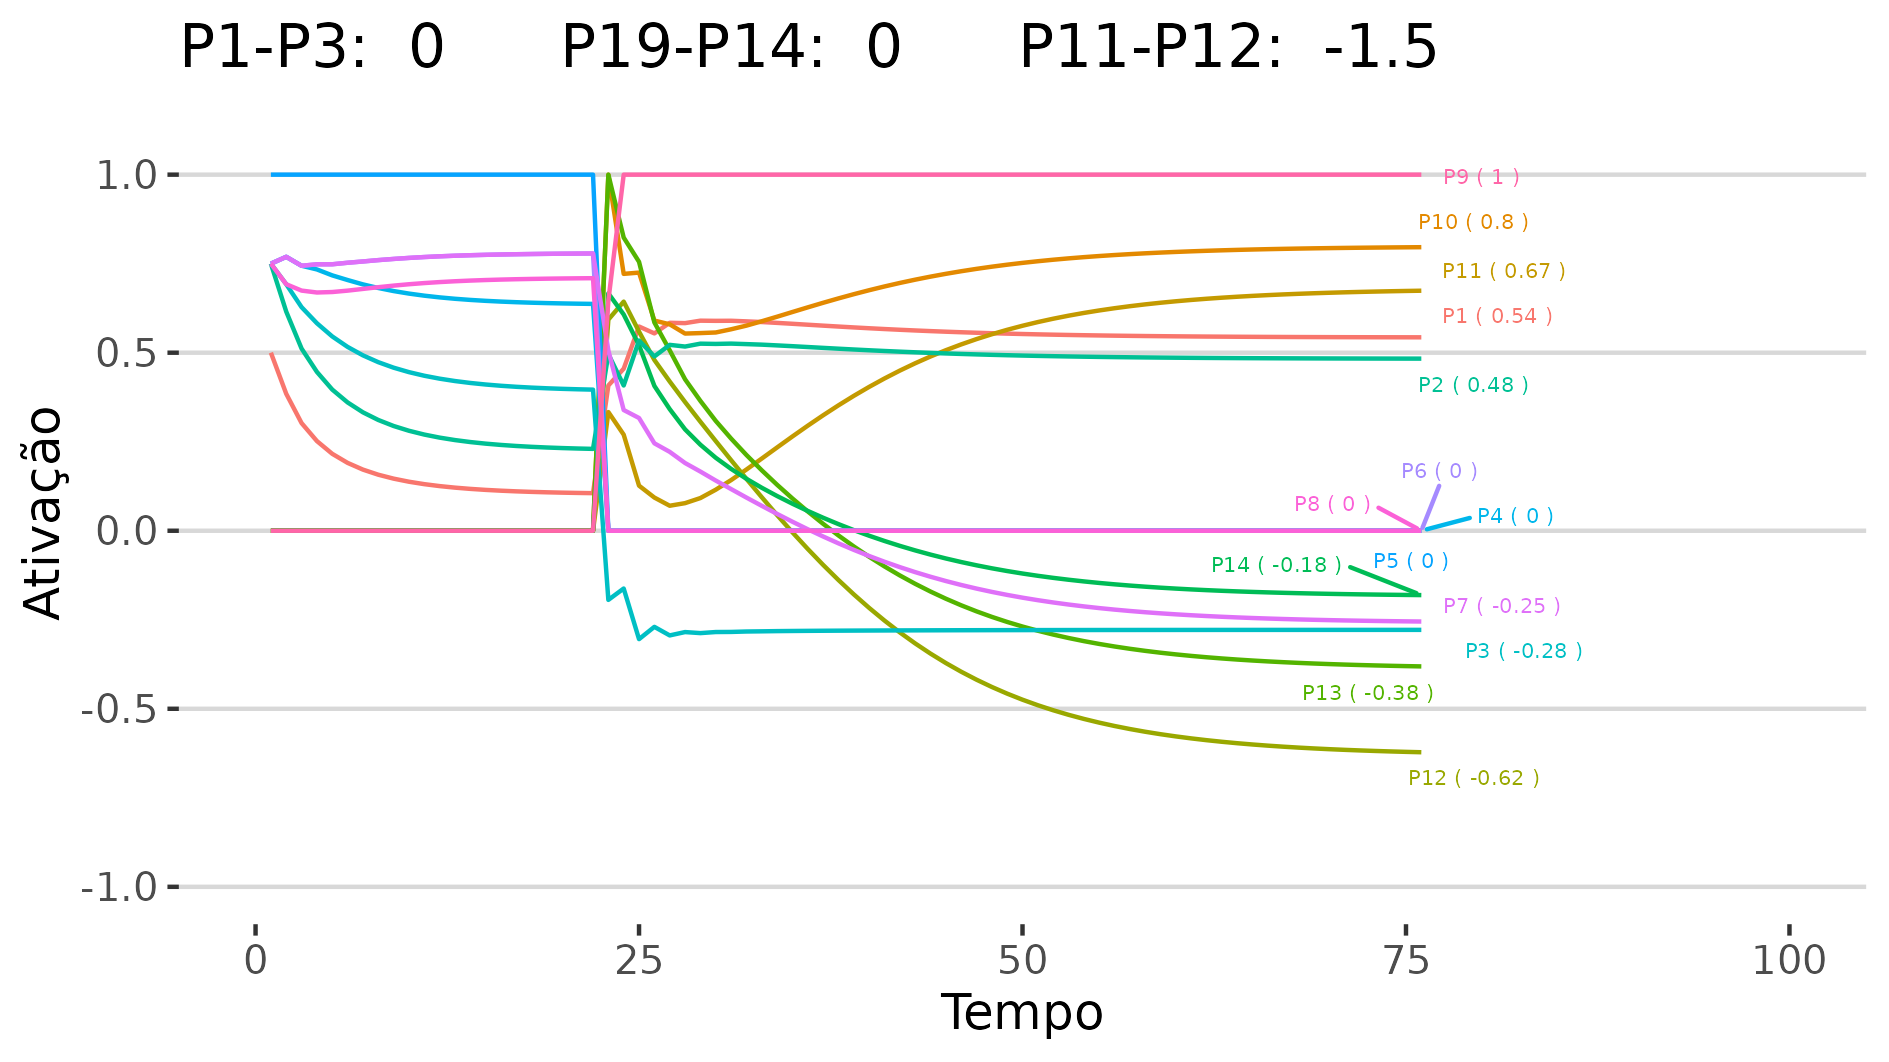 P1-P3:  0   P19-P14:  0   P11-P12:  -1.5
1.0
0.5
0.0
-0.5
-1.0
Ativação
P9 ( 1 )
P10 ( 0.8 )
P11 ( 0.67 )
P1 ( 0.54 )
P2 ( 0.48 )
P6 ( 0 )
P8 ( 0 )
P4 ( 0 )
P5 ( 0 )
P14 ( -0.18 )
P7 ( -0.25 )
P3 ( -0.28 )
P13 ( -0.38 )
P12 ( -0.62 )
0 25 50 75 100
Tempo